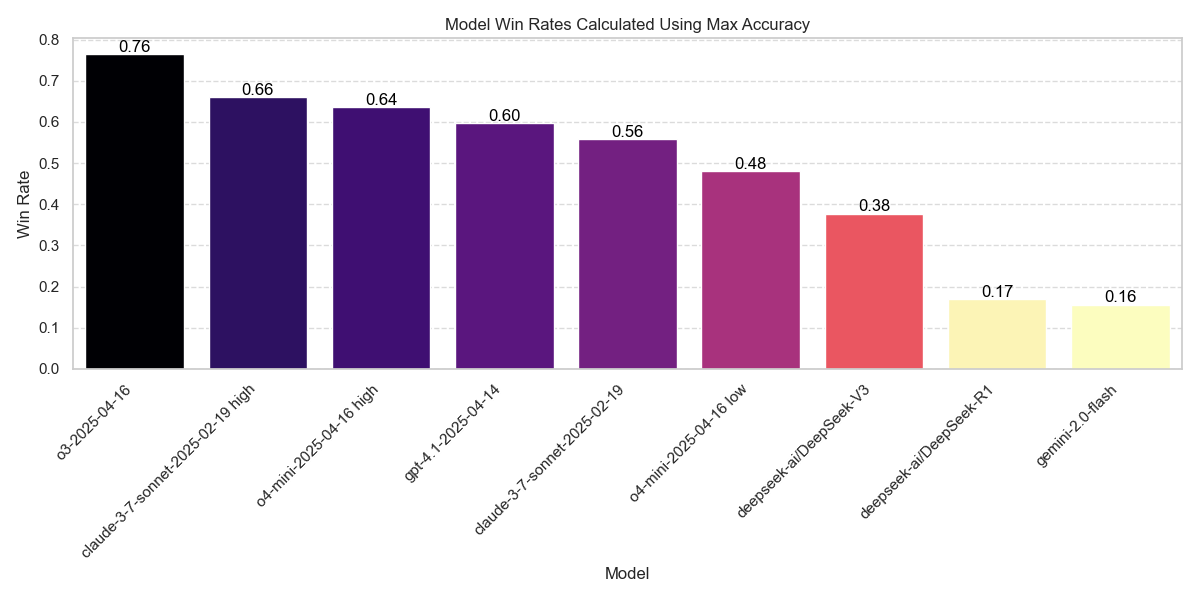 Model Win Rates Calculated Using Max Accuracy
Win Rate
0.8
0.7
0.6
0.5
0.4
0.3
0.2
0.1
0.0
0.76
0.66
0.64
0.60
0.56
0.48
0.38
0.17
0.16
o3-2025-04-16
claude-3-7-sonnet-2025-02-19 high
o4-mini-2025-04-16 high
gpt-4.1-2025-04-14
claude-3-7-sonnet-2025-02-19
o4-mini-2025-04-16 low
deepseek-ai/DeepSeek-V3
deepseek-ai/DeepSeek-R1
gemini-2.0-flash
Model